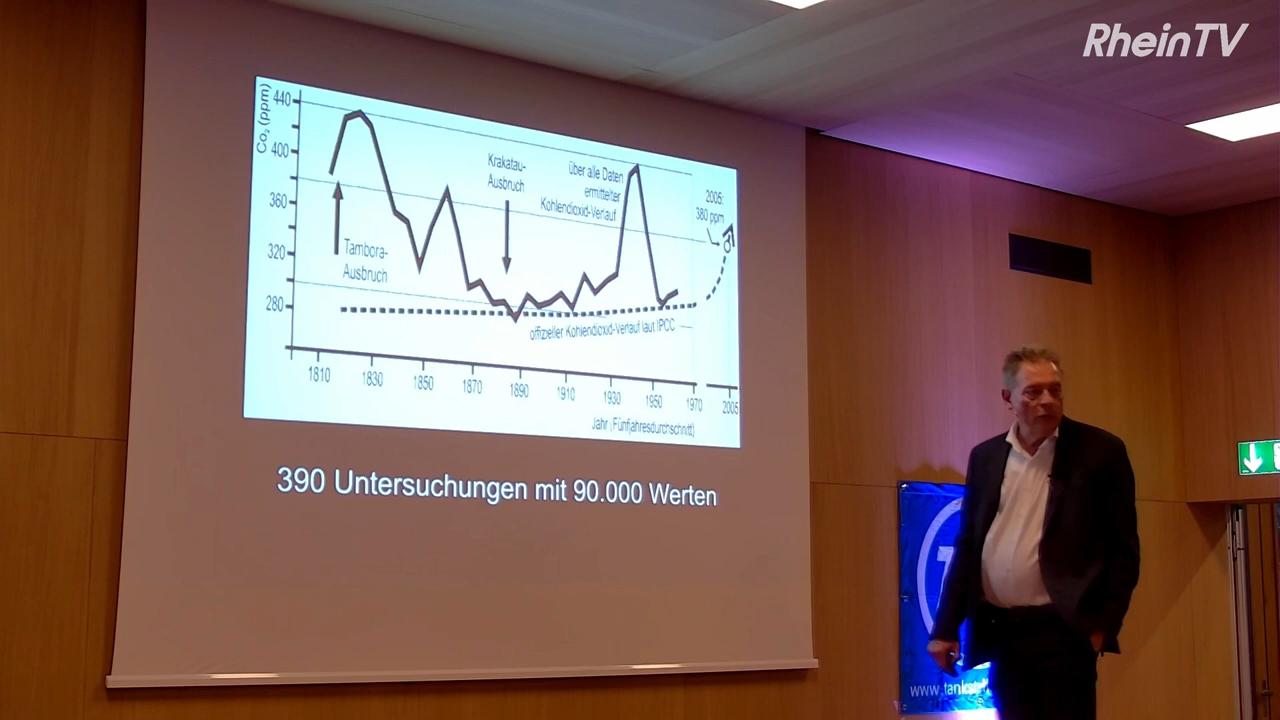 RheinTV
Co₂ (ppm)
440
400
360
320
280
Tambora-
Ausbruch
Krakatau-
Ausbruch
über alle Daten
ermittelter
Kohlendioxid-Verlauf
2005:
380 ppm
offizieller Kohlendioxid-Verlauf laut IPCC
1810
1830
1850
1870
1890
1910
1930
1950
1970
2005
Jahr (Fünfjahresdurchschnitt)
390 Untersuchungen mit 90.000 Werten